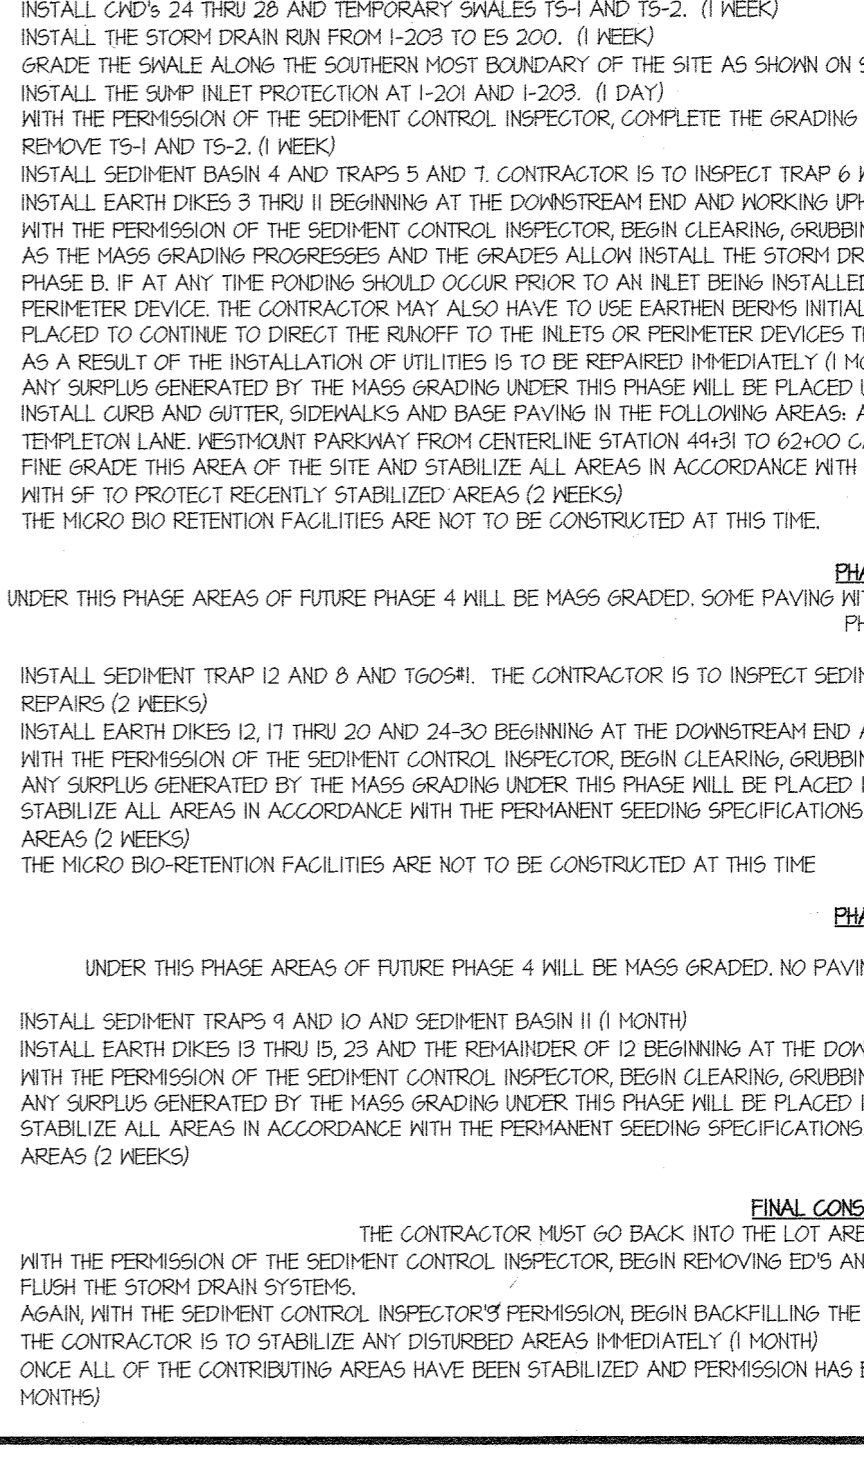 INSTALL CWD's 24 THRU 28 AND TEMPORARY SWALES TS-1 AND TS-2. (1 WEEK)
INSTALL THE STORM DRAIN RUN FROM I-203 TO ES 200. (1 WEEK)
GRADE THE SWALE ALONG THE SOUTHERN MOST BOUNDARY OF THE SITE AS SHOWN ON
INSTALL THE SUMP INLET PROTECTION AT I-201 AND I-203. (1 DAY)
WITH THE PERMISSION OF THE SEDIMENT CONTROL INSPECTOR, COMPLETE THE GRADING
REMOVE TS-1 AND TS-2. (1 WEEK)
INSTALL SEDIMENT BASIN 4 AND TRAPS 5 AND 7. CONTRACTOR IS TO INSPECT TRAP 6
INSTALL EARTH DIKES 3 THRU 11 BEGINNING AT THE DOWNSTREAM END AND WORKING UPH
WITH THE PERMISSION OF THE SEDIMENT CONTROL INSPECTOR, BEGIN CLEARING, GRUBBIN
AS THE MASS GRADING PROGRESSES AND THE GRADES ALLOW INSTALL THE STORM DR
PHASE B. IF AT ANY TIME PONDING SHOULD OCCUR PRIOR TO AN INLET BEING INSTALLED
PERIMETER DEVICE. THE CONTRACTOR MAY ALSO HAVE TO USE EARTHEN BERMS INITIAL
PLACED TO CONTINUE TO DIRECT THE RUNOFF TO THE INLETS OR PERIMETER DEVICES T
AS A RESULT OF THE INSTALLATION OF UTILITIES IS TO BE REPAIRED IMMEDIATELY (1 MO
ANY SURPLUS GENERATED BY THE MASS GRADING UNDER THIS PHASE WILL BE PLACED
INSTALL CURB AND GUTTER, SIDEWALKS AND BASE PAVING IN THE FOLLOWING AREAS: A
TEMPLETON LANE. WESTMOUNT PARKWAY FROM CENTERLINE STATION 49+31 TO 62+00 C
FINE GRADE THIS AREA OF THE SITE AND STABILIZE ALL AREAS IN ACCORDANCE WITH
WITH SF TO PROTECT RECENTLY STABILIZED AREAS (2 WEEKS)
THE MICRO BIO RETENTION FACILITIES ARE NOT TO BE CONSTRUCTED AT THIS TIME.
PHA
UNDER THIS PHASE AREAS OF FUTURE PHASE 4 WILL BE MASS GRADED. SOME PAVING WIT
PH
INSTALL SEDIMENT TRAP 12 AND 8 AND TGOS#1. THE CONTRACTOR IS TO INSPECT SEDIM
REPAIRS (2 WEEKS)
INSTALL EARTH DIKES 12, 17 THRU 20 AND 24-30 BEGINNING AT THE DOWNSTREAM END A
WITH THE PERMISSION OF THE SEDIMENT CONTROL INSPECTOR, BEGIN CLEARING, GRUBBIN
ANY SURPLUS GENERATED BY THE MASS GRADING UNDER THIS PHASE WILL BE PLACED I
STABILIZE ALL AREAS IN ACCORDANCE WITH THE PERMANENT SEEDING SPECIFICATIONS
AREAS (2 WEEKS)
THE MICRO BIO-RETENTION FACILITIES ARE NOT TO BE CONSTRUCTED AT THIS TIME
PHA
UNDER THIS PHASE AREAS OF FUTURE PHASE 4 WILL BE MASS GRADED. NO PAVIN
INSTALL SEDIMENT TRAPS 9 AND 10 AND SEDIMENT BASIN 11 (1 MONTH)
INSTALL EARTH DIKES 13 THRU 15, 23 AND THE REMAINDER OF 12 BEGINNING AT THE DOW
WITH THE PERMISSION OF THE SEDIMENT CONTROL INSPECTOR, BEGIN CLEARING, GRUBBIN
ANY SURPLUS GENERATED BY THE MASS GRADING UNDER THIS PHASE WILL BE PLACED I
STABILIZE ALL AREAS IN ACCORDANCE WITH THE PERMANENT SEEDING SPECIFICATIONS.
AREAS (2 WEEKS)
FINAL CONS
THE CONTRACTOR MUST GO BACK INTO THE LOT ARE
WITH THE PERMISSION OF THE SEDIMENT CONTROL INSPECTOR, BEGIN REMOVING ED'S AN
FLUSH THE STORM DRAIN SYSTEMS.
AGAIN, WITH THE SEDIMENT CONTROL INSPECTOR'S PERMISSION, BEGIN BACKFILLING THE
THE CONTRACTOR IS TO STABILIZE ANY DISTURBED AREAS IMMEDIATELY (1 MONTH)
ONCE ALL OF THE CONTRIBUTING AREAS HAVE BEEN STABILIZED AND PERMISSION HAS
MONTHS)